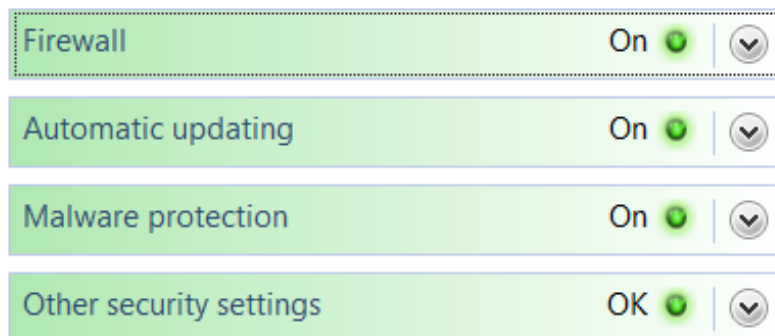 Firewall On
Automatic updating On
Malware protection On
Other security settings OK